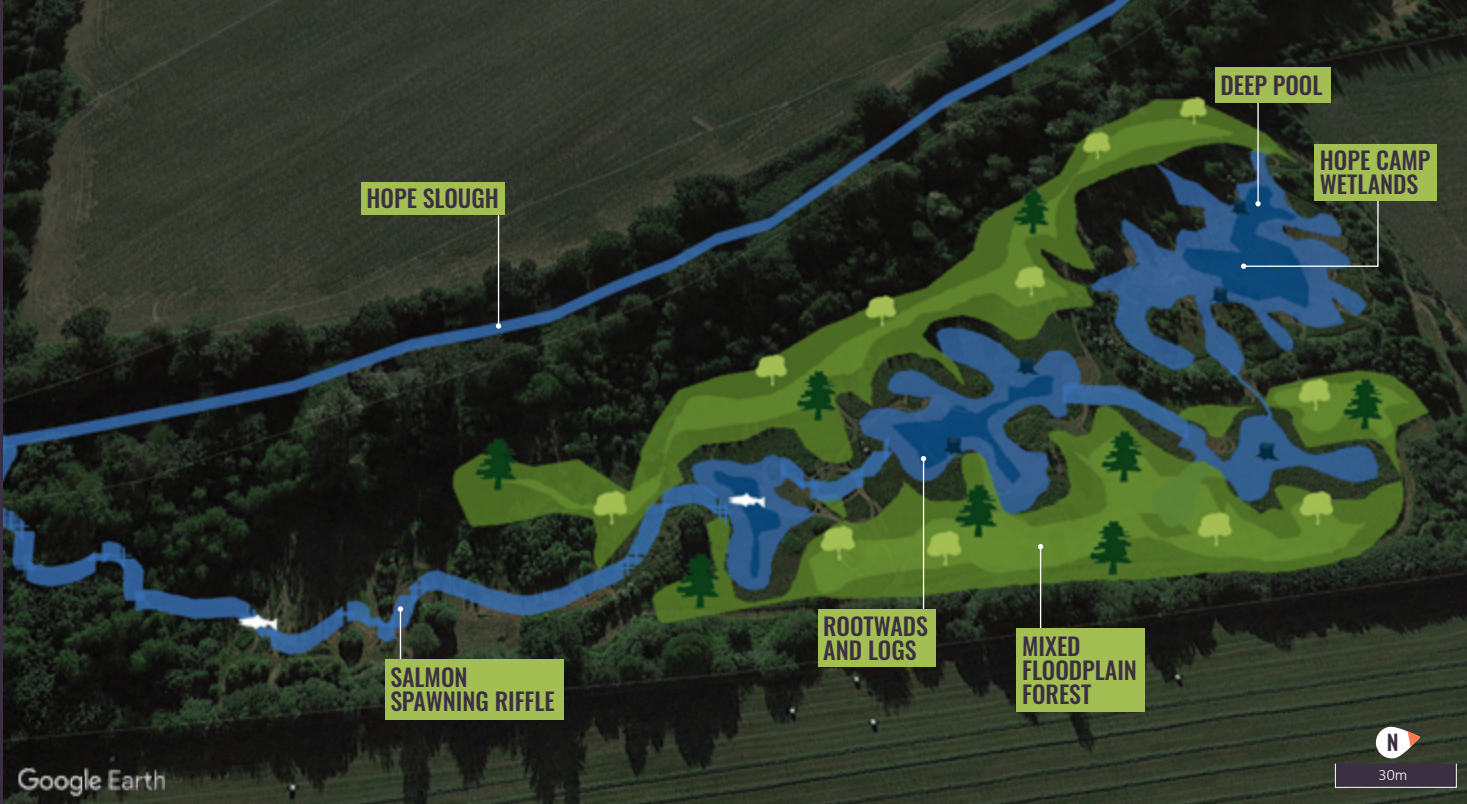 DEEP POOL
HOPE CAMP
WETLANDS
HOPE SLOUGH
ROOTWADS
AND LOGS
MIXED
FLOODPLAIN
FOREST
SALMON
SPAWNING RIFFLE
N
30m
Google Earth